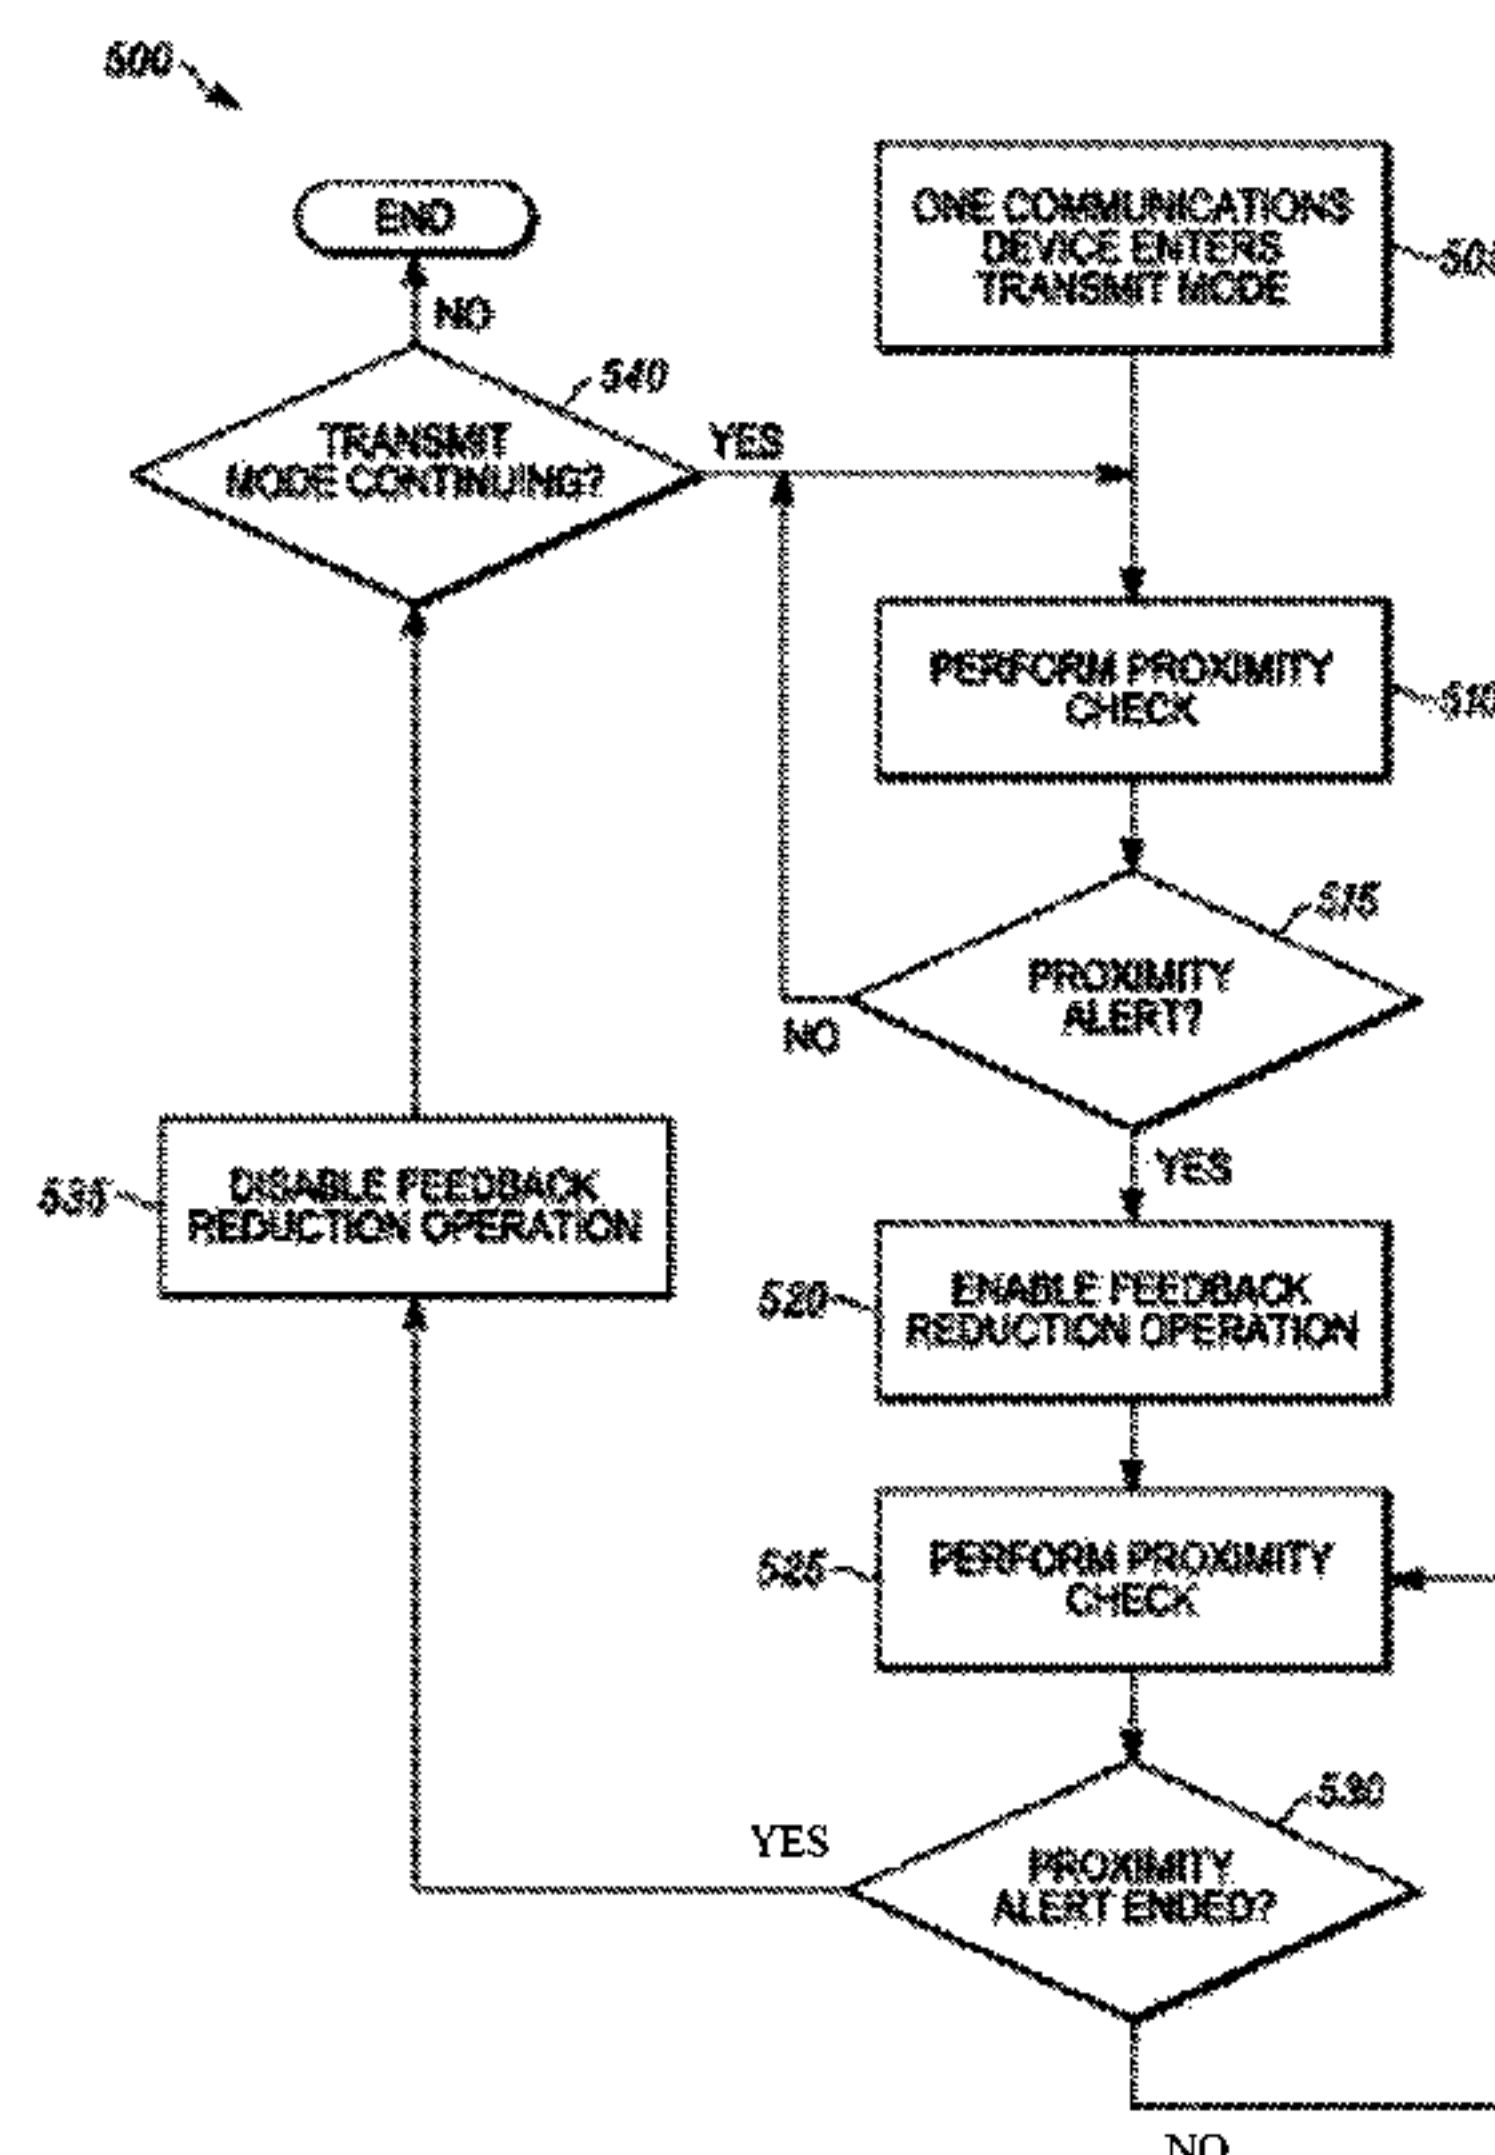 500
END
NO
540
TRANSMIT
MODE CONTINUING?
YES
ONE COMMUNICATIONS
DEVICE ENTERS
TRANSMIT MODE
PERFORM PROXIMITY
CHECK
510
515
PROXIMITY
ALERT?
NO
YES
535
DISABLE FEEDBACK
REDUCTION OPERATION
520
ENABLE FEEDBACK
REDUCTION OPERATION
525
PERFORM PROXIMITY
CHECK
530
YES
PROXIMITY
ALERT ENDED?
NO